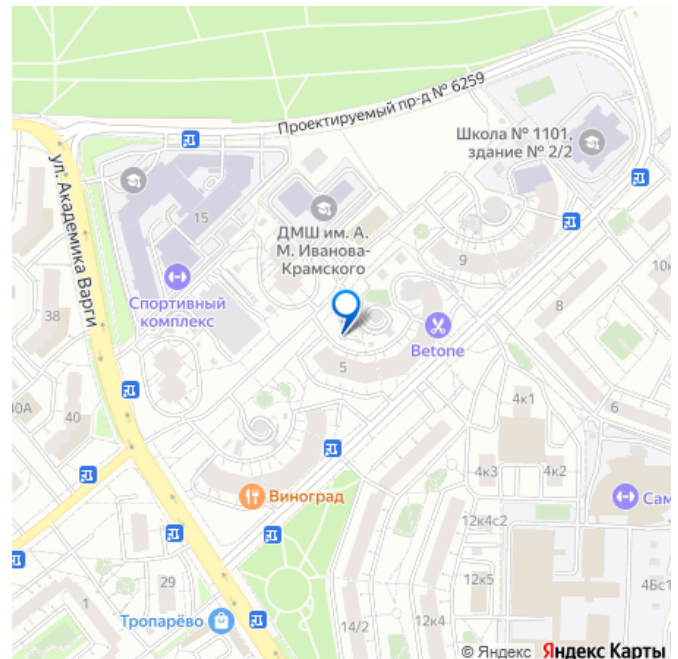 Проектируемый пр-д № 6259
Школа № 1101,
здание № 2/2
ул. Академика Варги
15
ДМШ им. А.
М. Иванова-
Крамского
9
10к
Спортивный
комплекс
38
8
Betone
5
40А
40
4к1
6
4к3
4к2
Виноград
Сам
12к4с2
29
12к5
4Бс1
1
Тропарёво
14/2
12к4
© Яндекс Яндекс Карты